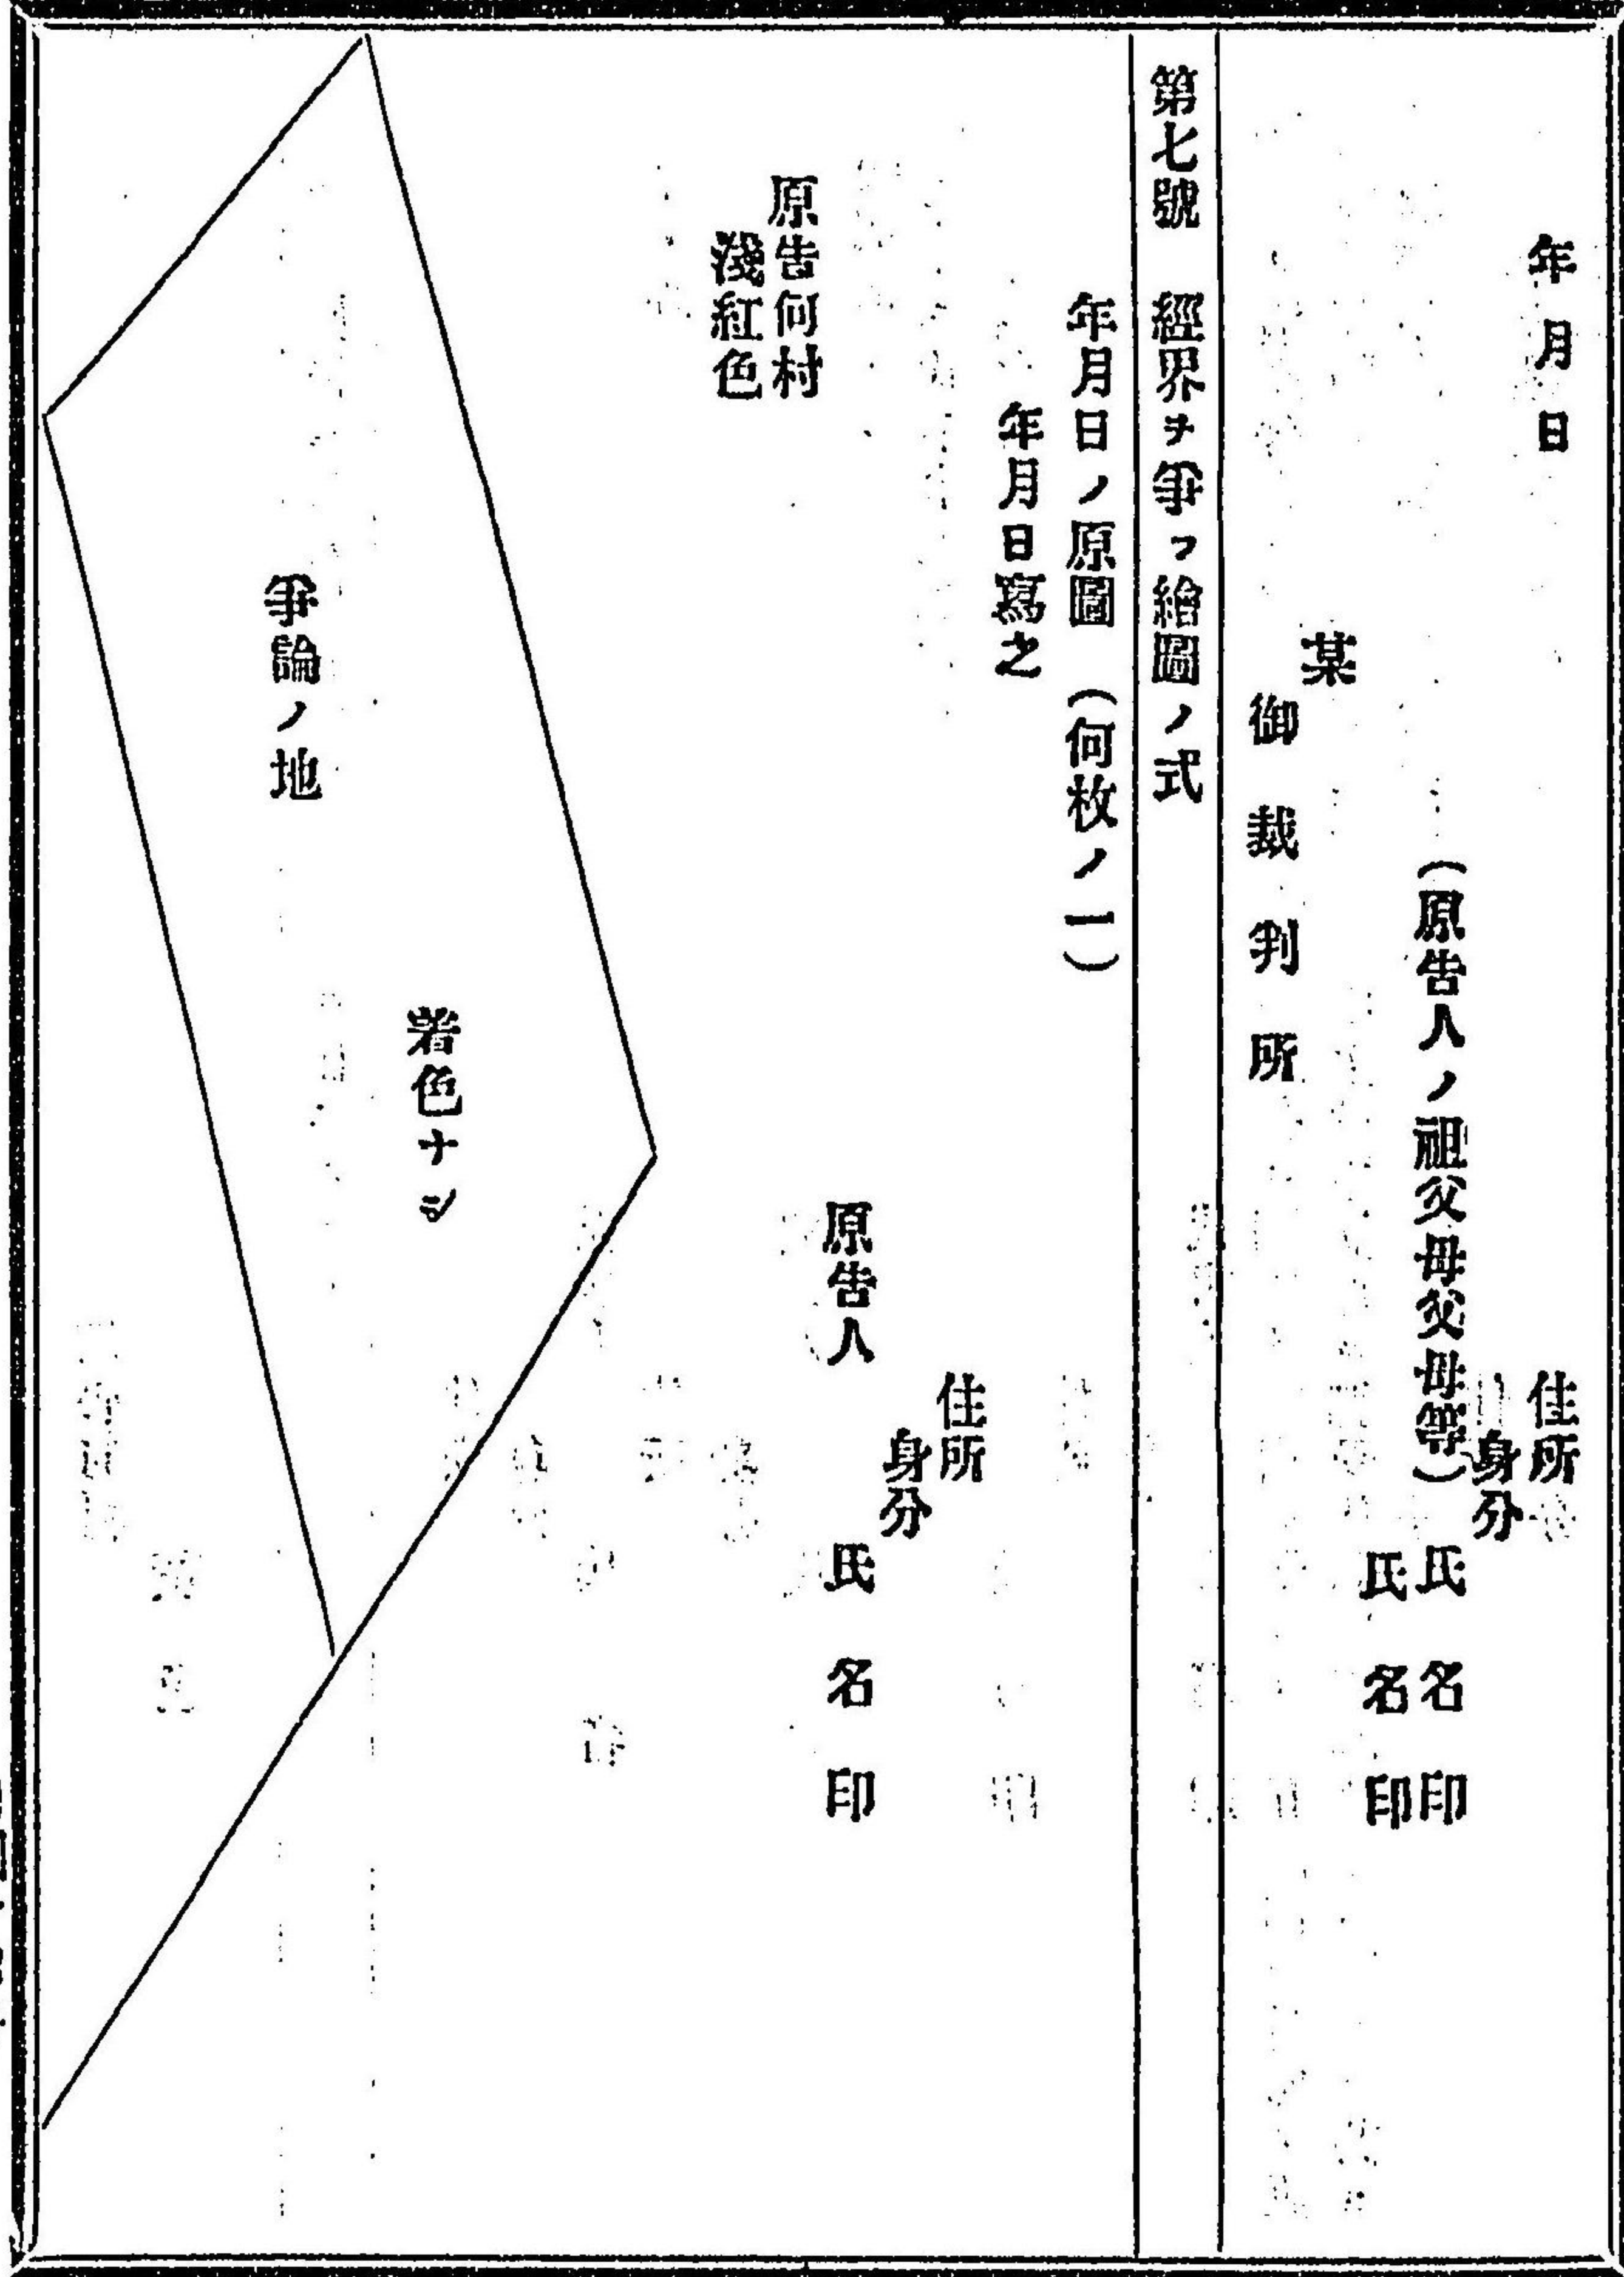 年月日
住所
身分
(原告人ノ祖父母父母等)氏名印
氏名印
某
御裁判所
第七號 經界ヲ爭フ繪圖ノ式
年月日ノ原圖 (何枚ノ一)
年月日寫之
住所
身分
原告人 氏名印
原告何村
淺紅色
着色ナシ
爭論ノ地